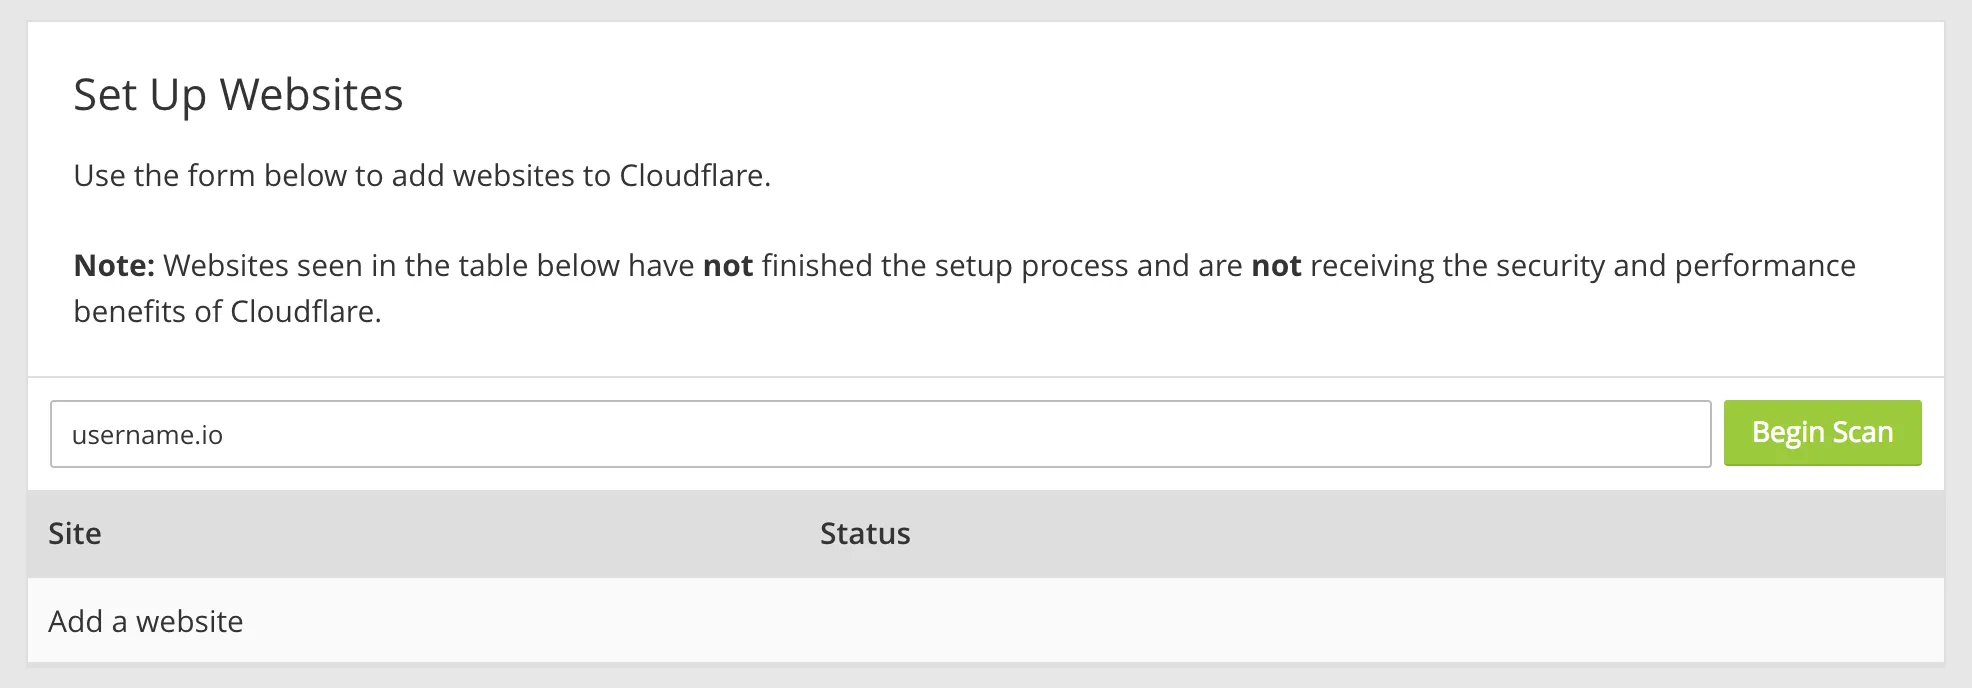 Set Up Websites
Use the form below to add websites to Cloudflare.
Note: Websites seen in the table below have not finished the setup process and are not receiving the security and performance
benefits of Cloudflare.
username.io
Begin Scan
Site Status
Add a website